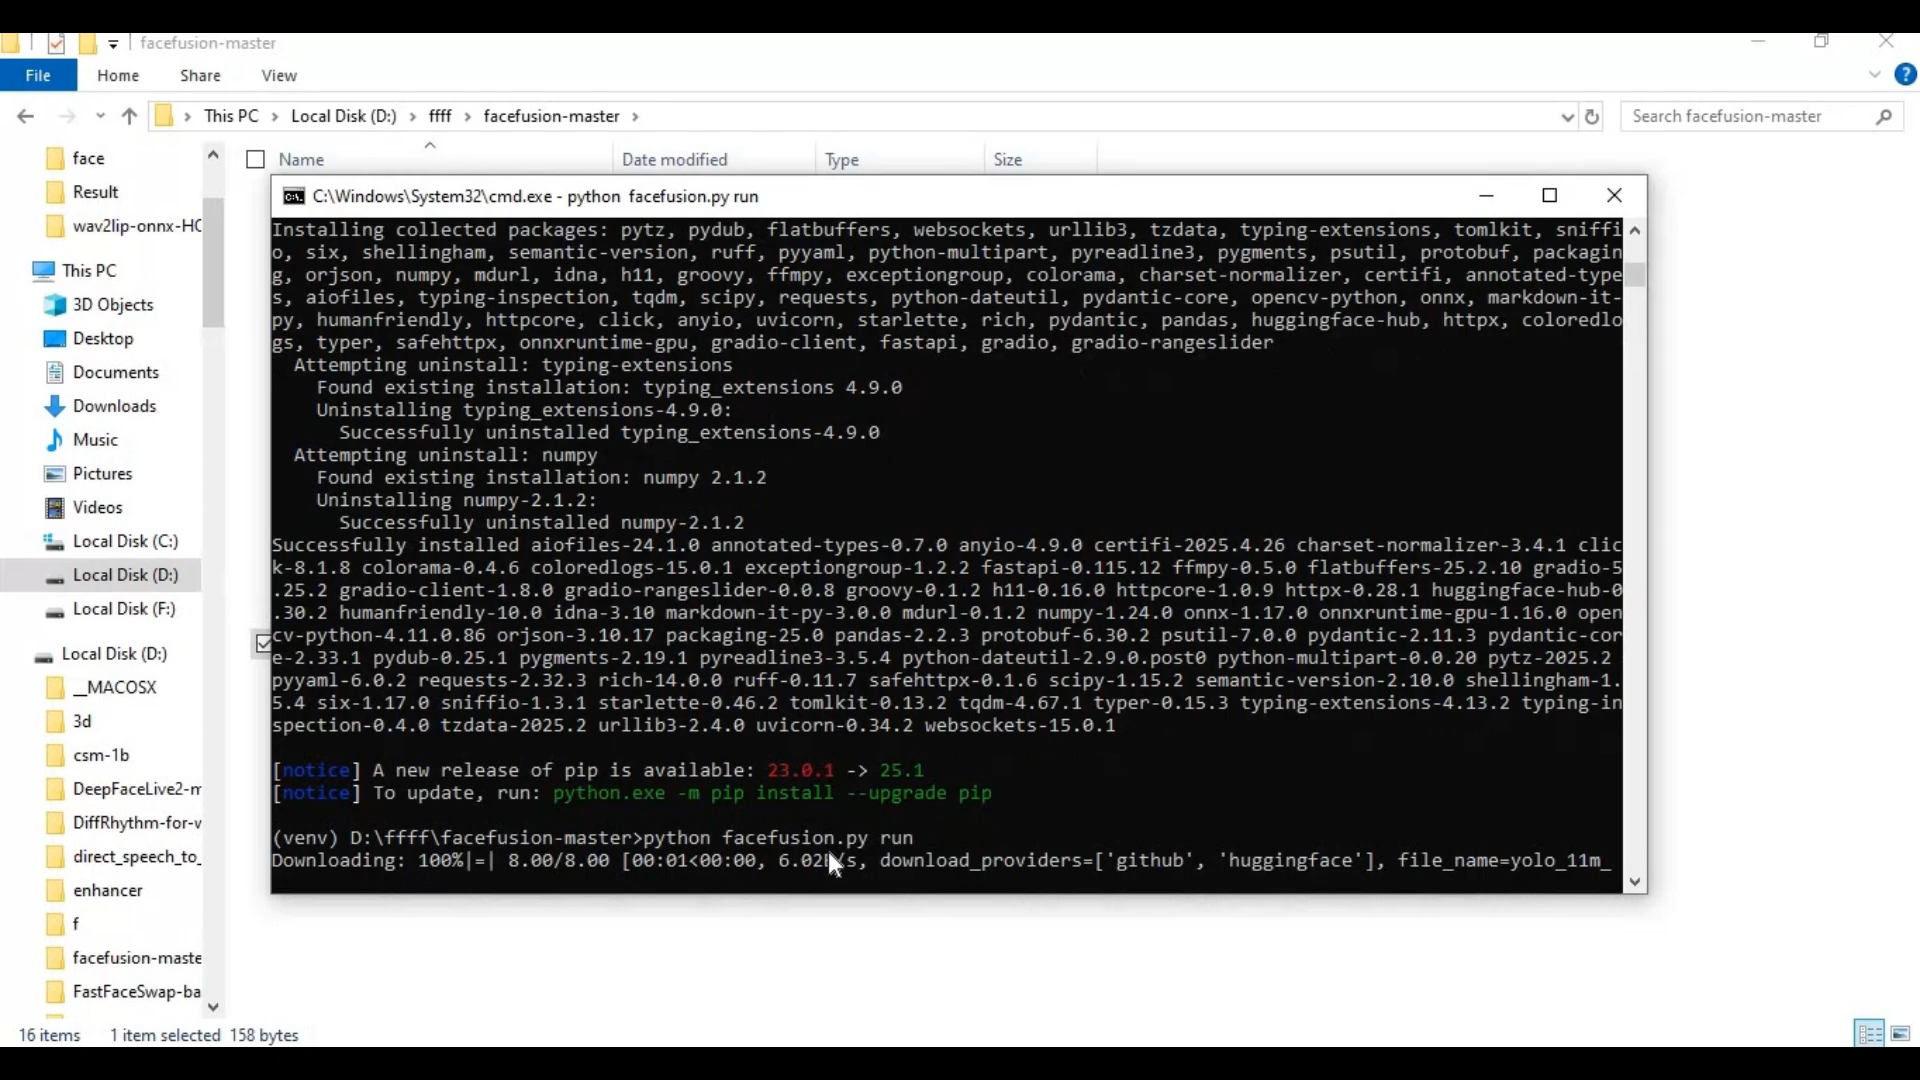 facefusion-master
File
Home
Share
View
This PC
Local Disk (D:)
ffff
facefusion-master
Search facefusion-master
Name
Date modified
Type
Size
face
Result
wav2lip-onnx-HQ
This PC
3D Objects
Desktop
Documents
Downloads
Music
Pictures
Videos
Local Disk (C:)
Local Disk (D:)
Local Disk (F:)
Local Disk (D:)
__MACOSX
3d
csm-1b
DeepFaceLive2-m
DiffRhythm-for-w
direct_speech_to_
enhancer
f
facefusion-maste
FastFaceSwap-ba
C:\Windows\System32\cmd.exe - python  facefusion.py run
Installing collected packages: pytz, pydub, flatbuffers, websockets, urllib3, tzdata, typing-extensions, tomlkit, sniffi
o, six, shellingham, semantic-version, ruff, pyyaml, python-multipart, pyreadline3, pygments, psutil, protobuf, packagin
g, orjson, numpy, mdurl, idna, h11, groovy, ffmpy, exceptiongroup, colorama, charset-normalizer, certifi, annotated-type
s, aiofiles, typing-inspection, tqdm, scipy, requests, python-dateutil, pydantic-core, opencv-python, onnx, markdown-it-
py, humanfriendly, httpcore, click, anyio, uvicorn, starlette, rich, pydantic, pandas, huggingface-hub, httpx, coloredlo
gs, typer, safehttpx, onnxruntime-gpu, gradio-client, fastapi, gradio, gradio-rangeslider
Attempting uninstall: typing-extensions
Found existing installation: typing_extensions 4.9.0
Uninstalling typing_extensions-4.9.0:
Successfully uninstalled typing_extensions-4.9.0
Attempting uninstall: numpy
Found existing installation: numpy 2.1.2
Uninstalling numpy-2.1.2:
Successfully uninstalled numpy-2.1.2
Successfully installed aiofiles-24.1.0 annotated-types-0.7.0 anyio-4.9.0 certifi-2025.4.26 charset-normalizer-3.4.1 clic
k-8.1.8 colorama-0.4.6 coloredlogs-15.0.1 exceptiongroup-1.2.2 fastapi-0.115.12 ffmpy-0.5.0 flatbuffers-25.2.10 gradio-5
.25.2 gradio-client-1.8.0 gradio-rangeslider-0.0.8 groovy-0.1.2 h11-0.16.0 httpcore-1.0.9 httpx-0.28.1 huggingface-hub-0
.30.2 humanfriendly-10.0 idna-3.10 markdown-it-py-3.0.0 mdurl-0.1.2 numpy-1.24.0 onnx-1.17.0 onnxruntime-gpu-1.16.0 open
cv-python-4.11.0.86 orjson-3.10.17 packaging-25.0 pandas-2.2.3 protobuf-6.30.2 psutil-7.0.0 pydantic-2.11.3 pydantic-cor
e-2.33.1 pydub-0.25.1 pygments-2.19.1 pyreadline3-3.5.4 python-dateutil-2.9.0.post0 python-multipart-0.0.20 pytz-2025.2
pyyaml-6.0.2 requests-2.32.3 rich-14.0.0 ruff-0.11.7 safehttpx-0.1.6 scipy-1.15.2 semantic-version-2.10.0 shellingham-1.
5.4 six-1.17.0 sniffio-1.3.1 starlette-0.46.2 tomlkit-0.13.2 tqdm-4.67.1 typer-0.15.3 typing-extensions-4.13.2 typing-in
spection-0.4.0 tzdata-2025.2 urllib3-2.4.0 uvicorn-0.34.2 websockets-15.0.1
[notice] A new release of pip is available: 23.0.1 -> 25.1
[notice] To update, run: python.exe -m pip install --upgrade pip
(venv) D:\ffff\facefusion-master>python facefusion.py run
Downloading: 100%|=| 8.00/8.00 [00:01<00:00, /s, download_providers=['github', 'huggingface'], file_name=yolo_11m_
16 items
1 item selected
158 bytes